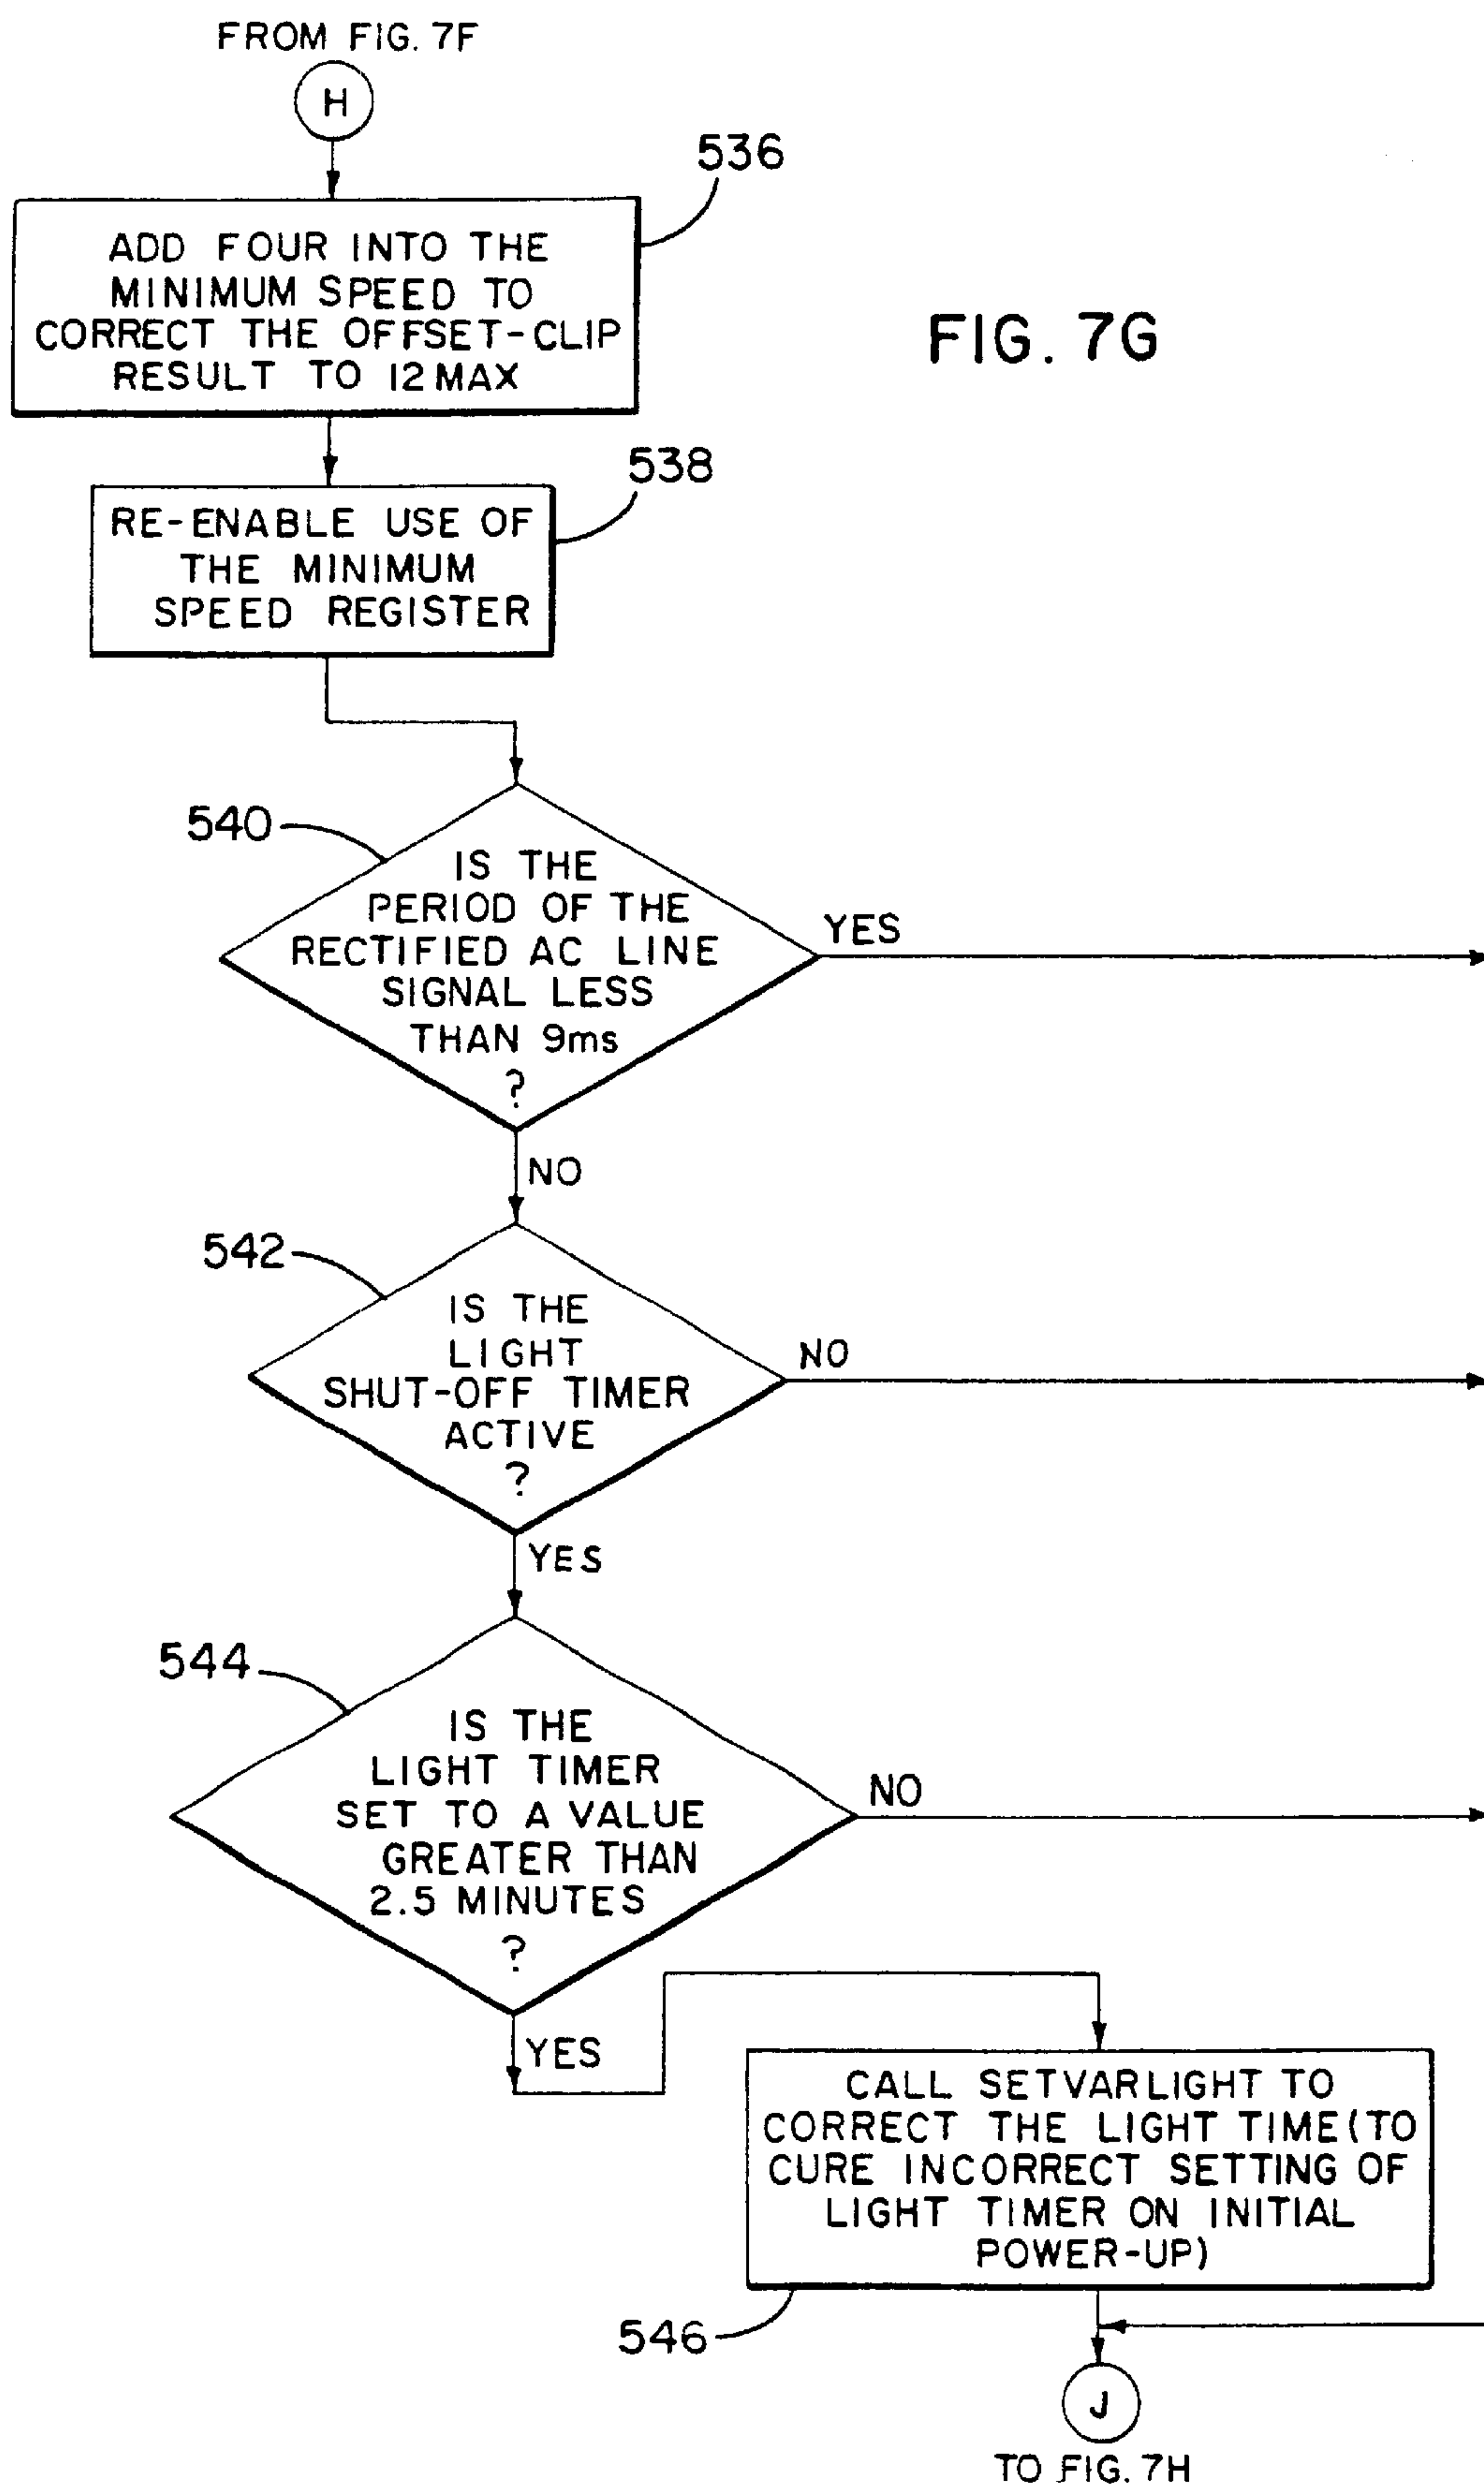 FROM FIG. 7F
H
536
ADD FOUR INTO THE
MINIMUM SPEED TO
CORRECT THE OFFSET-CLIP
RESULT TO 12 MAX
FIG. 7G
538
RE-ENABLE USE OF
THE MINIMUM
SPEED REGISTER
540
IS THE
PERIOD OF THE
RECTIFIED AC LINE
SIGNAL LESS
THAN 9ms
?
YES
NO
542
IS THE
LIGHT
SHUT-OFF TIMER
ACTIVE
?
NO
YES
544
IS THE
LIGHT TIMER
SET TO A VALUE
GREATER THAN
2.5 MINUTES
?
NO
YES
CALL SETVARLIGHT TO
CORRECT THE LIGHT TIME (TO
CURE INCORRECT SETTING OF
LIGHT TIMER ON INITIAL
POWER-UP)
546
J
TO FIG. 7H